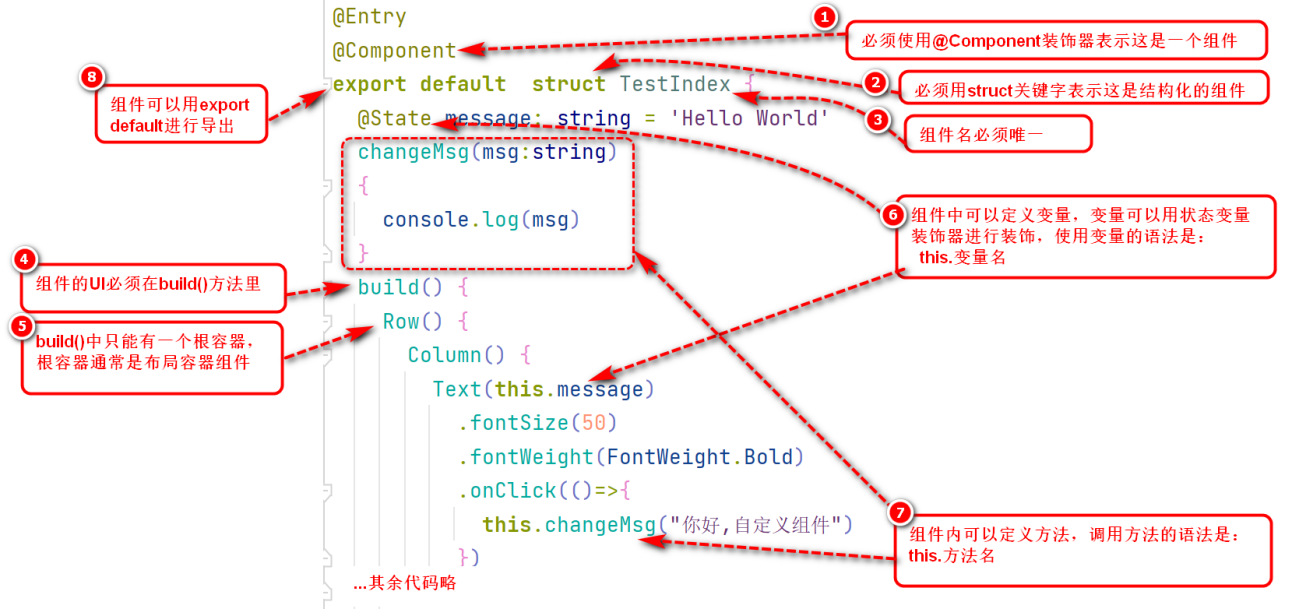 @Entry
@Component
export default  struct TestIndex {
@State message: string = 'Hello World'
changeMsg(msg:string)
{
console.log(msg)
}
build() {
Row() {
Column() {
Text(this.message)
.fontSize(50)
.fontWeight(FontWeight.Bold)
.onClick(()=>{
this.changeMsg("你好,自定义组件")
})
...其余代码略
1
必须使用@Component装饰器表示这是一个组件
2
必须用struct关键字表示这是结构化的组件
3
组件名必须唯一
4
组件的UI必须在build()方法里
5
build()中只能有一个根容器，
根容器通常是布局容器组件
6
组件中可以定义变量，变量可以用状态变量
装饰器进行装饰，使用变量的语法是：
this.变量名
7
组件内可以定义方法，调用方法的语法是：
this.方法名
8
组件可以用export
default进行导出